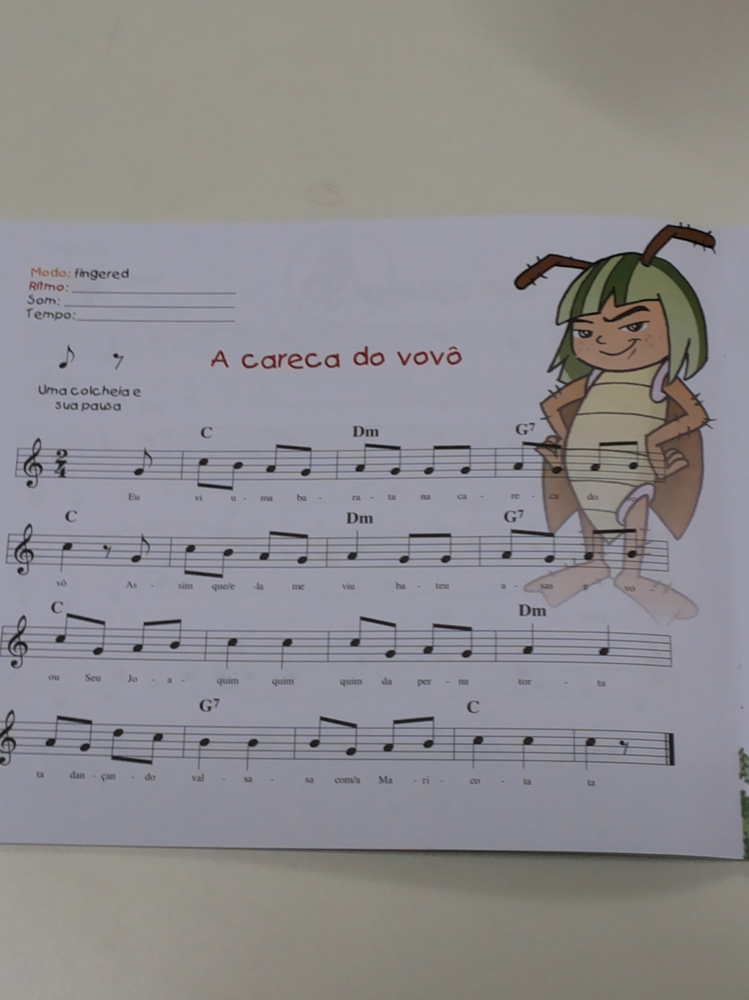 Modo: fingered
Ritmo:
Som:
Tempo:
A careca do vovô
Uma colcheia e
sua pausa
C Dm G7
2
4
Eu vi u - ma ba - ra - ta na ca - re - ca do vo -
C Dm G7
vô As - sim que/e -la me viu ba - teu a - sas e vo -
C Dm
ou Seu Jo - a - quim quim quim da per - na tor - ta
G7 C
ta dan - çan - do val - sa - sa com/a Ma - ri - co - ta ta